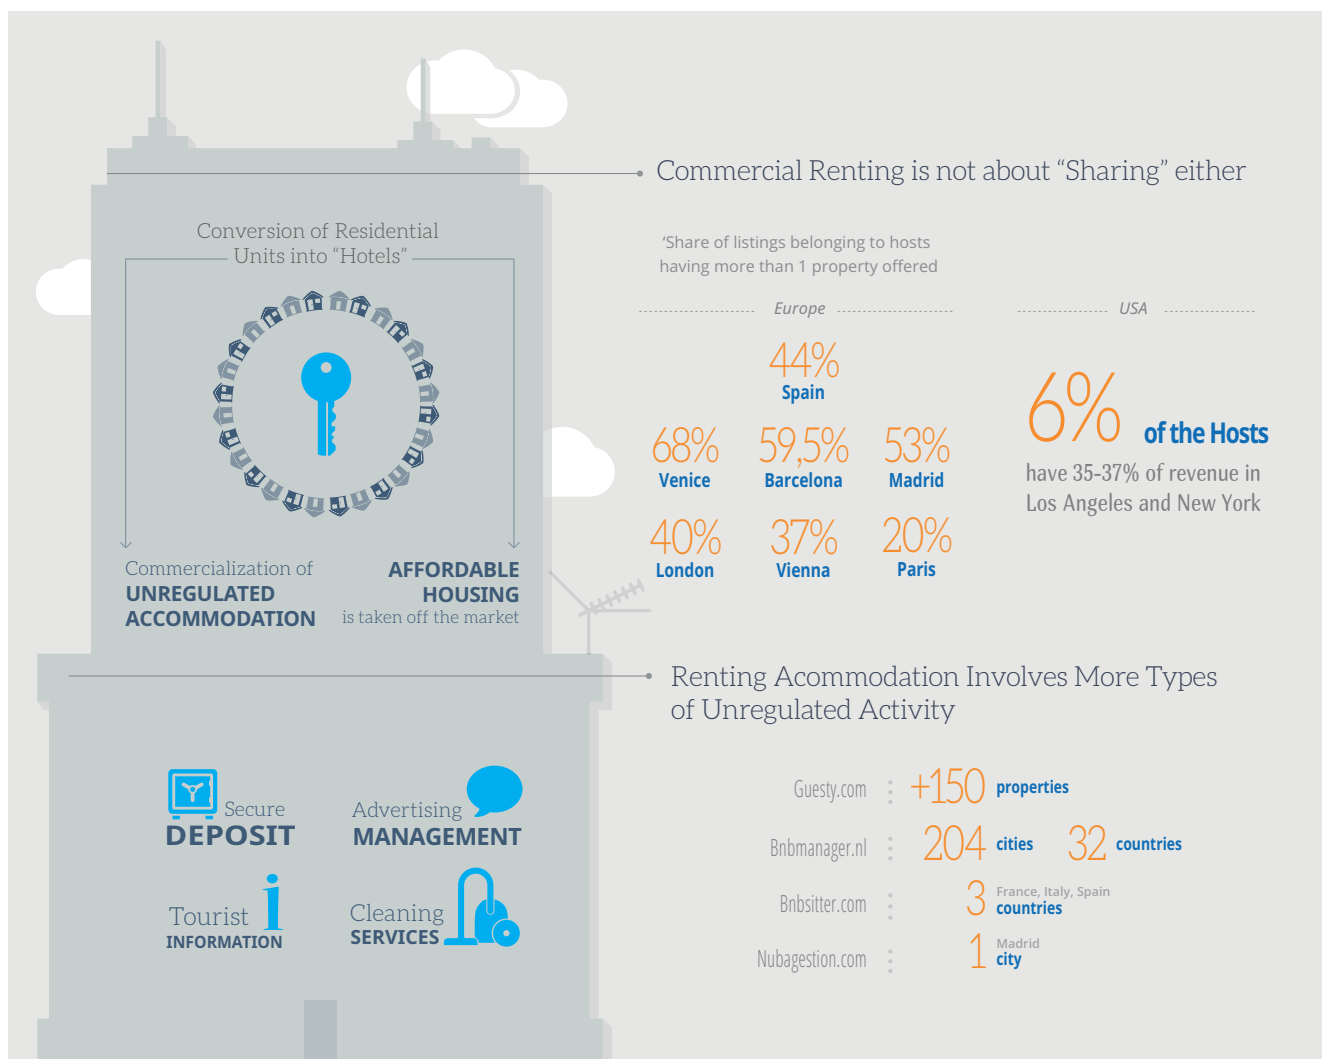 Commercial Renting is not about “Sharing” either
Conversion of Residential
Units into “Hotels”
Commercialization of
UNREGULATED
ACCOMMODATION
AFFORDABLE
HOUSING
is taken off the market
‘Share of listings belonging to hosts
having more than 1 property offered
Europe
44%
Spain
68% 59,5% 53%
Venice Barcelona Madrid
40% 37% 20%
London Vienna Paris
USA
6% of the Hosts
have 35-37% of revenue in
Los Angeles and New York
Renting Acommodation Involves More Types
of Unregulated Activity
Secure
DEPOSIT
Advertising
MANAGEMENT
Tourist
INFORMATION
Cleaning
SERVICES
Guesty.com +150 properties
Bnbmanager.nl 204 cities 32 countries
Bnbsitter.com 3 France, Italy, Spain
countries
Nubagestion.com 1 Madrid
city